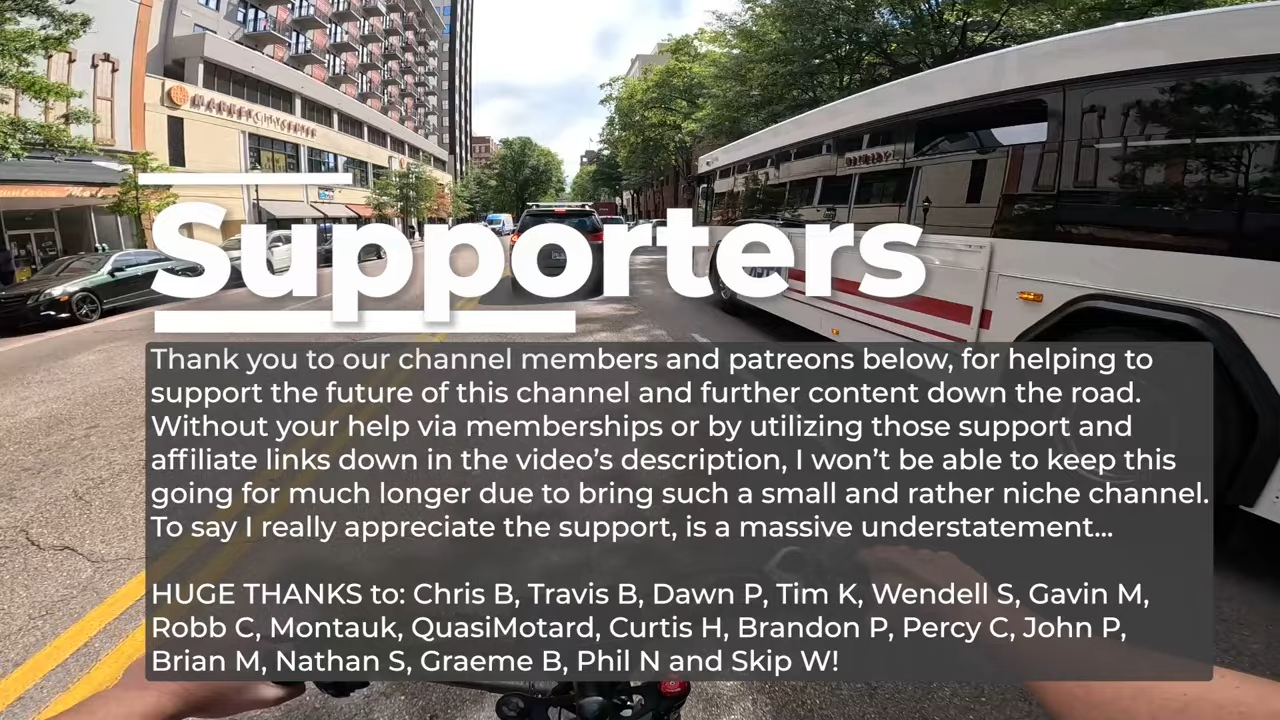 MARKET CITY CENTER
Supporters
Thank you to our channel members and patreons below, for helping to
support the future of this channel and further content down the road.
Without your help via memberships or by utilizing those support and
affiliate links down in the video’s description, I won’t be able to keep this
going for much longer due to bring such a small and rather niche channel.
To say I really appreciate the support, is a massive understatement...
HUGE THANKS to: Chris B, Travis B, Dawn P, Tim K, Wendell S, Gavin M,
Robb C, Montauk, QuasiMotard, Curtis H, Brandon P, Percy C, John P,
Brian M, Nathan S, Graeme B, Phil N and Skip W!